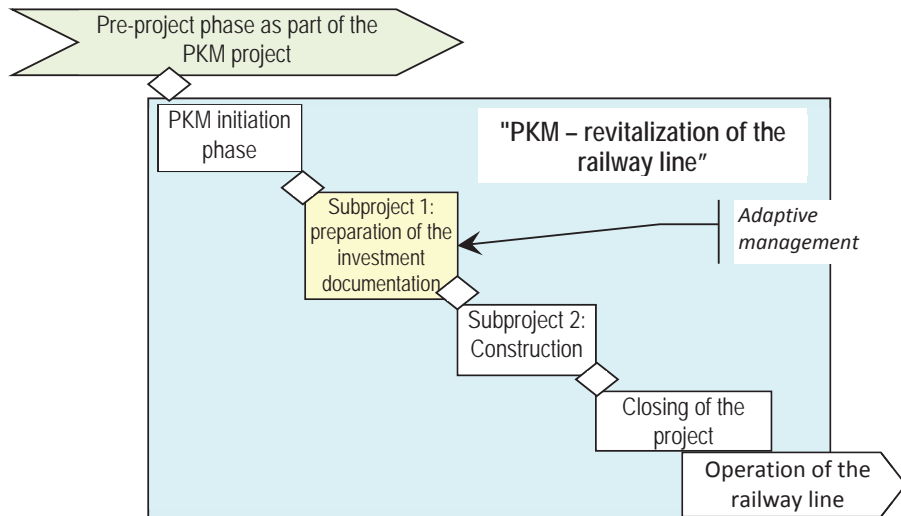 Pre-project phase as part of the
PKM project
PKM initiation
phase
"PKM – revitalization of the
railway line”
Subproject 1:
preparation of the
investment
documentation
Adaptive
management
Subproject 2:
Construction
Closing of the
project
Operation of the
railway line